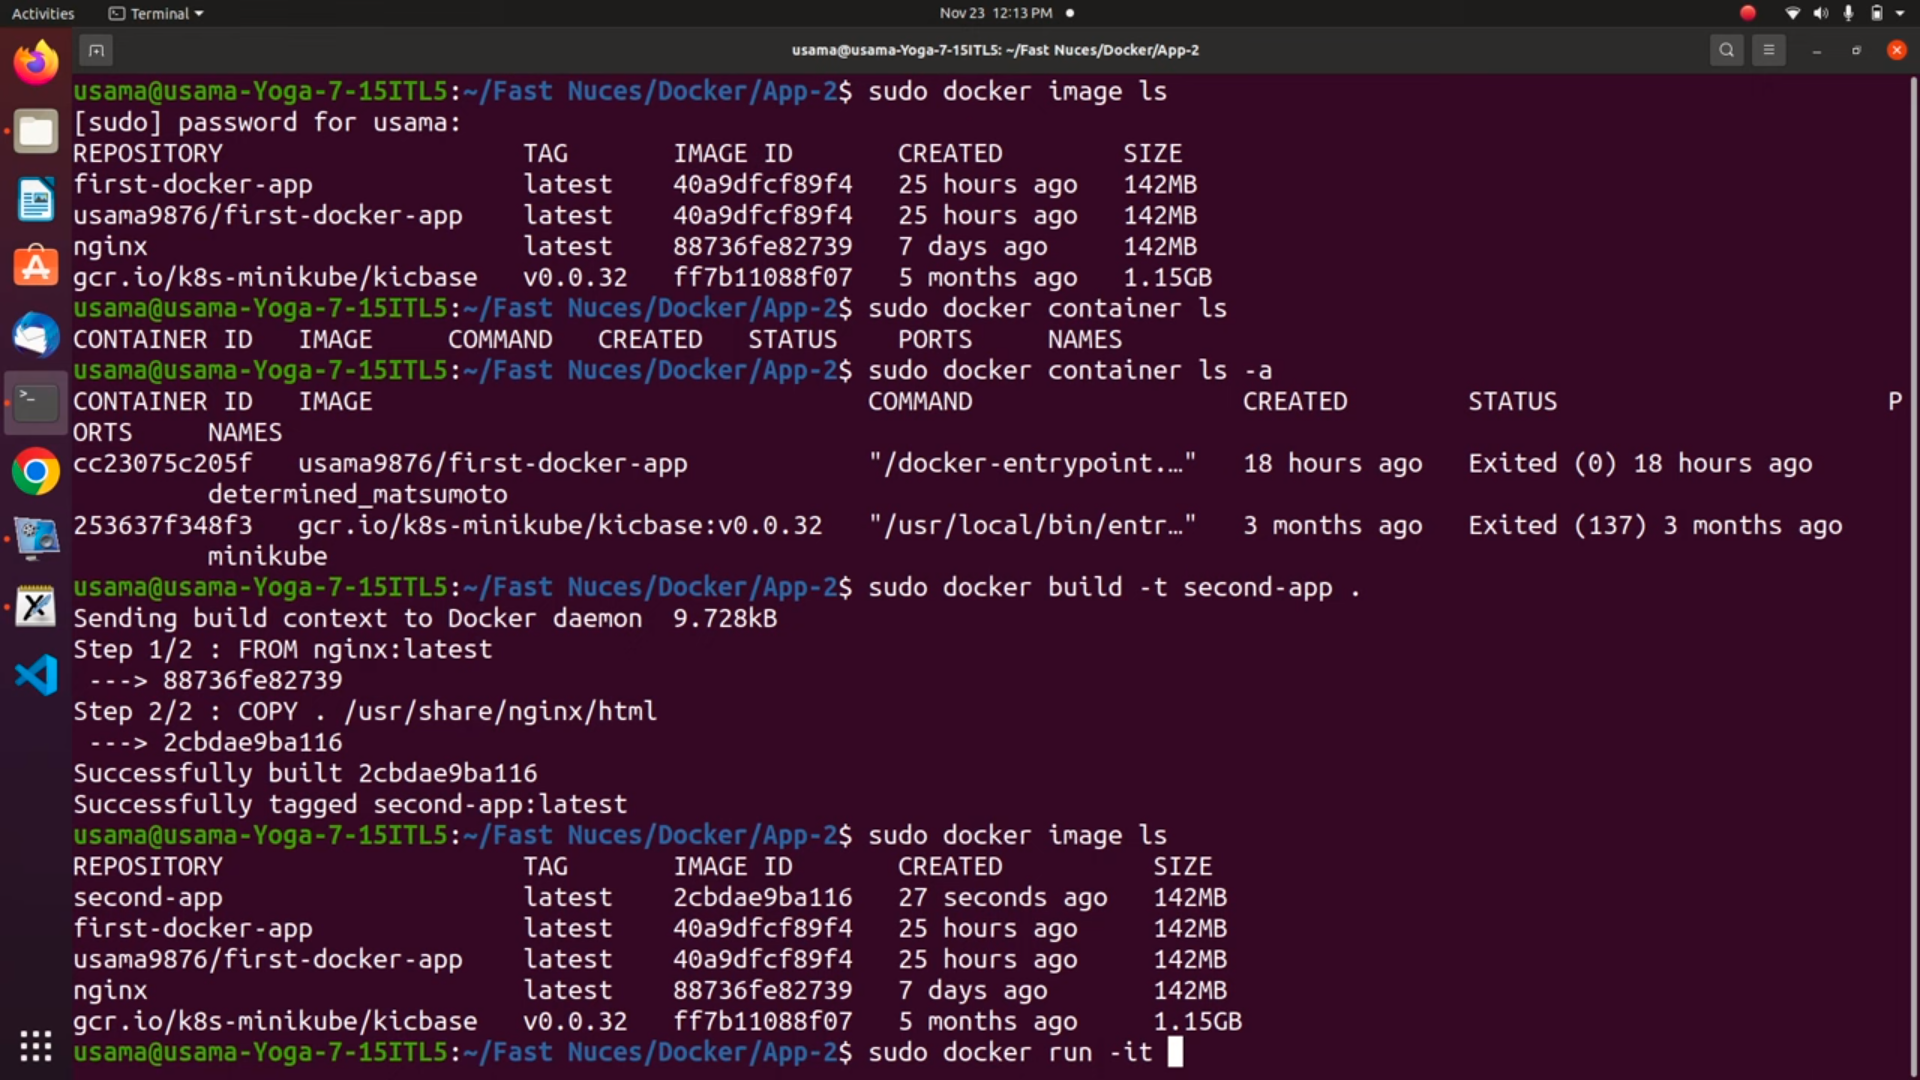 Activities Terminal Nov 23 12:13 PM
usama@usama-Yoga-7-15ITL5: ~/Fast Nuces/Docker/App-2
usama@usama-Yoga-7-15ITL5:~/Fast Nuces/Docker/App-2$ sudo docker image ls
[sudo] password for usama:
REPOSITORY TAG IMAGE ID CREATED SIZE
first-docker-app latest 40a9dfcf89f4 25 hours ago 142MB
usama9876/first-docker-app latest 40a9dfcf89f4 25 hours ago 142MB
nginx latest 88736fe82739 7 days ago 142MB
gcr.io/k8s-minikube/kicbase v0.0.32 ff7b11088f07 5 months ago 1.15GB
usama@usama-Yoga-7-15ITL5:~/Fast Nuces/Docker/App-2$ sudo docker container ls
CONTAINER ID IMAGE COMMAND CREATED STATUS PORTS NAMES
usama@usama-Yoga-7-15ITL5:~/Fast Nuces/Docker/App-2$ sudo docker container ls -a
CONTAINER ID IMAGE COMMAND CREATED STATUS P
ORTS NAMES
cc23075c205f usama9876/first-docker-app "/docker-entrypoint.…" 18 hours ago Exited (0) 18 hours ago
determined_matsumoto
253637f348f3 gcr.io/k8s-minikube/kicbase:v0.0.32 "/usr/local/bin/entr…" 3 months ago Exited (137) 3 months ago
minikube
usama@usama-Yoga-7-15ITL5:~/Fast Nuces/Docker/App-2$ sudo docker build -t second-app .
Sending build context to Docker daemon 9.728kB
Step 1/2 : FROM nginx:latest
---> 88736fe82739
Step 2/2 : COPY . /usr/share/nginx/html
---> 2cbdae9ba116
Successfully built 2cbdae9ba116
Successfully tagged second-app:latest
usama@usama-Yoga-7-15ITL5:~/Fast Nuces/Docker/App-2$ sudo docker image ls
REPOSITORY TAG IMAGE ID CREATED SIZE
second-app latest 2cbdae9ba116 27 seconds ago 142MB
first-docker-app latest 40a9dfcf89f4 25 hours ago 142MB
usama9876/first-docker-app latest 40a9dfcf89f4 25 hours ago 142MB
nginx latest 88736fe82739 7 days ago 142MB
gcr.io/k8s-minikube/kicbase v0.0.32 ff7b11088f07 5 months ago 1.15GB
usama@usama-Yoga-7-15ITL5:~/Fast Nuces/Docker/App-2$ sudo docker run -it